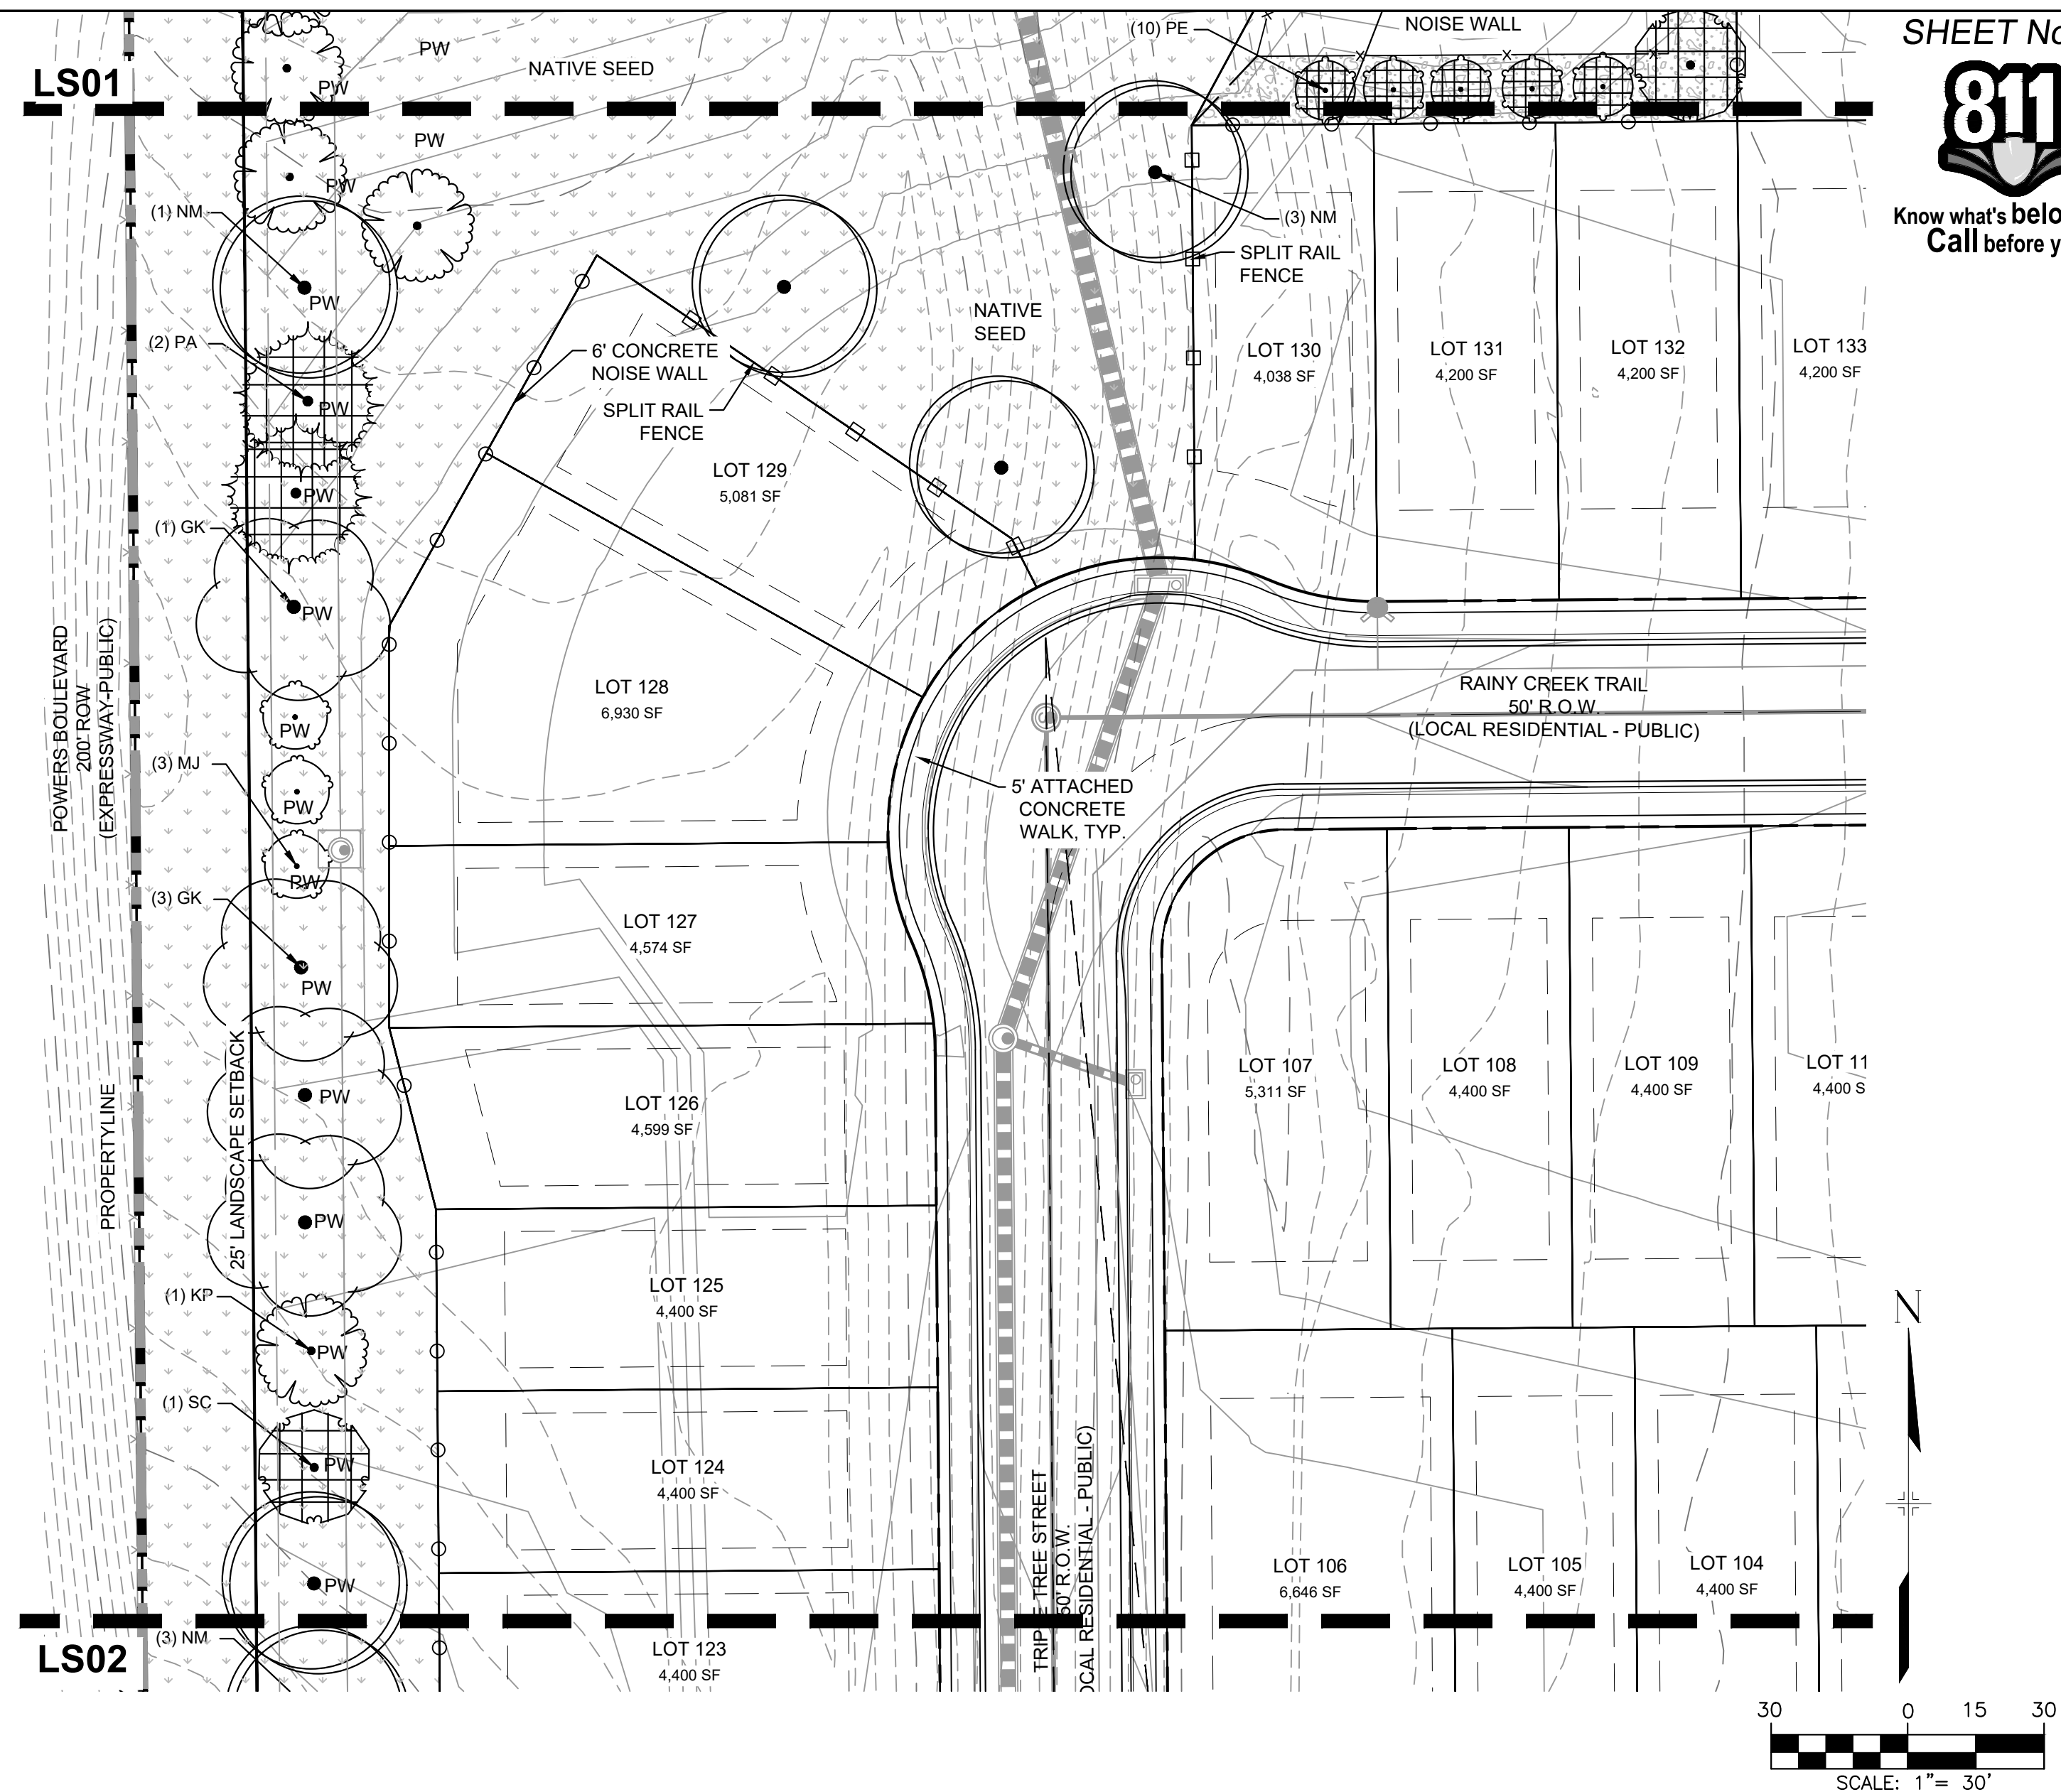 (10) PE
NOISE WALL
SHEET No
PW
NATIVE SEED
LS01
PW
811
PW
PW
Know what's belo
Call before y
(1) NM
(3) NM
SPLIT RAIL
FENCE
PW
NATIVE
SEED
(2) PA
6' CONCRETE
NOISE WALL
LOT 130
4,038 SF
LOT 131
4,200 SF
LOT 132
4,200 SF
LOT 133
4,200 SF
PW
SPLIT RAIL
FENCE
LOT 129
5,081 SF
PW
(1) GK
PW
POWERS BOULEVARD
200' ROW
(EXPRESSWAY-PUBLIC)
LOT 128
6,930 SF
RAINY CREEK TRAIL
50' R.O.W.
(LOCAL RESIDENTIAL - PUBLIC)
PW
(3) MJ
PW
5' ATTACHED
CONCRETE
WALK, TYP.
PW
(3) GK
LOT 127
4,574 SF
PW
PROPERTYLINE
25' LANDSCAPE SETBACK
PW
LOT 126
4,599 SF
LOT 107
5,311 SF
LOT 108
4,400 SF
LOT 109
4,400 SF
LOT 11
4,400 S
PW
LOT 125
4,400 SF
(1) KP
PW
N
(1) SC
PW
LOT 124
4,400 SF
TRIPLE TREE STREET
50' R.O.W.
OCAL RESIDENTIAL - PUBLIC)
LOT 106
6,646 SF
LOT 105
4,400 SF
LOT 104
4,400 SF
PW
(3) NM
LS02
LOT 123
4,400 SF
30 0 15 30
SCALE: 1"= 30'